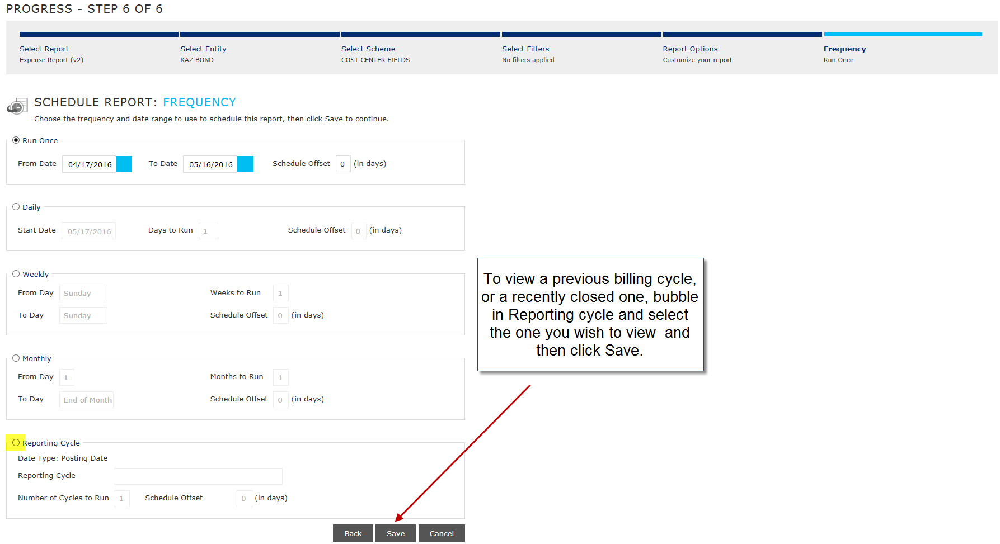 PROGRESS - STEP 6 OF 6
Select Report
Expense Report (v2)
Select Entity
KAZ BOND
Select Scheme
COST CENTER FIELDS
Select Filters
No filters applied
Report Options
Customize your report
Frequency
Run Once
SCHEDULE REPORT: FREQUENCY
Choose the frequency and date range to use to schedule this report, then click Save to continue.
Run Once
From Date 04/17/2016 To Date 05/16/2016 Schedule Offset 0 (in days)
Daily
Start Date 05/17/2016 Days to Run 1 Schedule Offset 0 (in days)
Weekly
From Day Sunday Weeks to Run 1
To Day Sunday Schedule Offset 0 (in days)
Monthly
From Day 1 Months to Run 1
To Day End of Month Schedule Offset 0 (in days)
Reporting Cycle
Date Type: Posting Date
Reporting Cycle
Number of Cycles to Run 1 Schedule Offset 0 (in days)
To view a previous billing cycle,
or a recently closed one, bubble
in Reporting cycle and select
the one you wish to view  and
then click Save.
Back Save Cancel